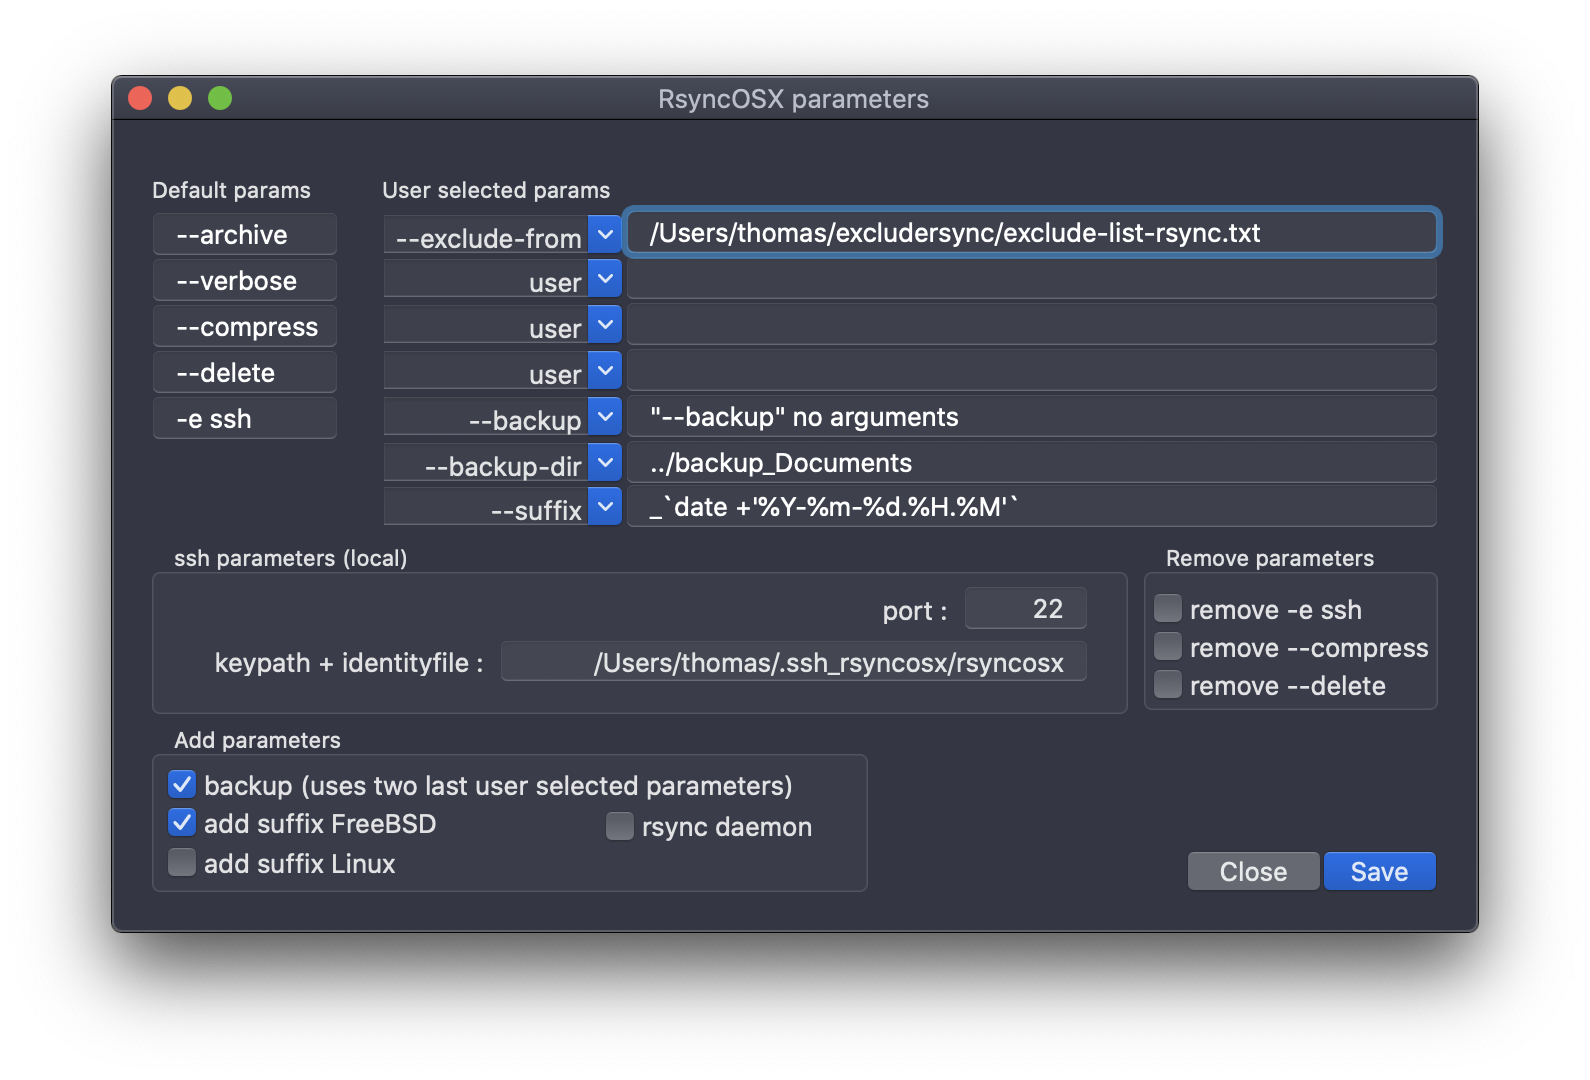 RsyncOSX parameters
Default params
User selected params
--archive
--exclude-from
/Users/thomas/excludersync/exclude-list-rsync.txt
--verbose
user
--compress
user
--delete
user
-e ssh
--backup
"--backup" no arguments
--backup-dir
../backup_Documents
--suffix
_`date +'%Y-%m-%d.%H.%M'`
ssh parameters (local)
port :
22
keypath + identityfile :
/Users/thomas/.ssh_rsyncosx/rsyncosx
Remove parameters
remove -e ssh
remove --compress
remove --delete
Add parameters
backup (uses two last user selected parameters)
add suffix FreeBSD
rsync daemon
add suffix Linux
Close
Save